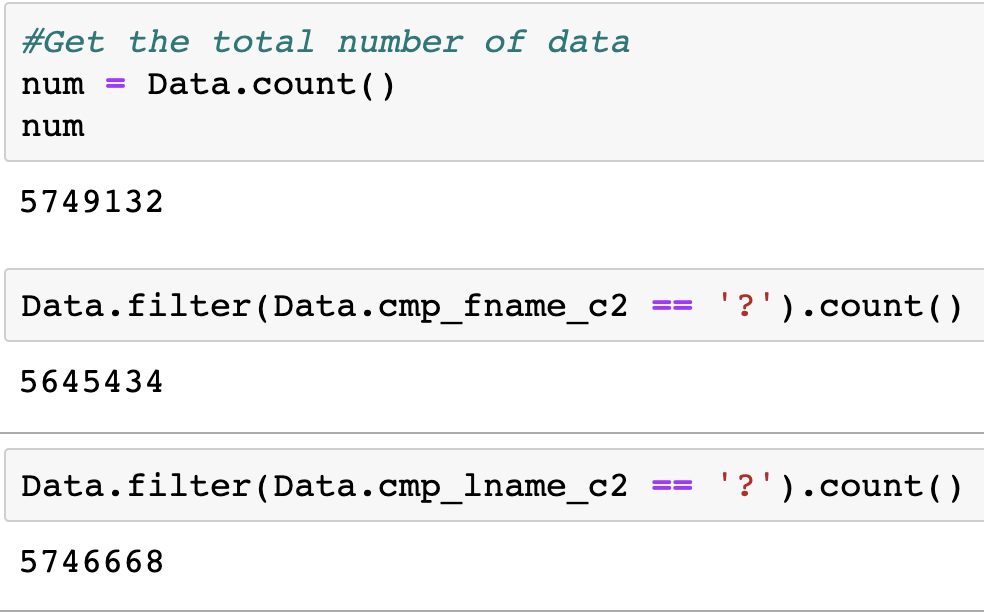 #Get the total number of data
num = Data.count()
num
5749132
Data.filter(Data.cmp_fname_c2 == '?').count()
5645434
Data.filter(Data.cmp_lname_c2 == '?').count()
5746668